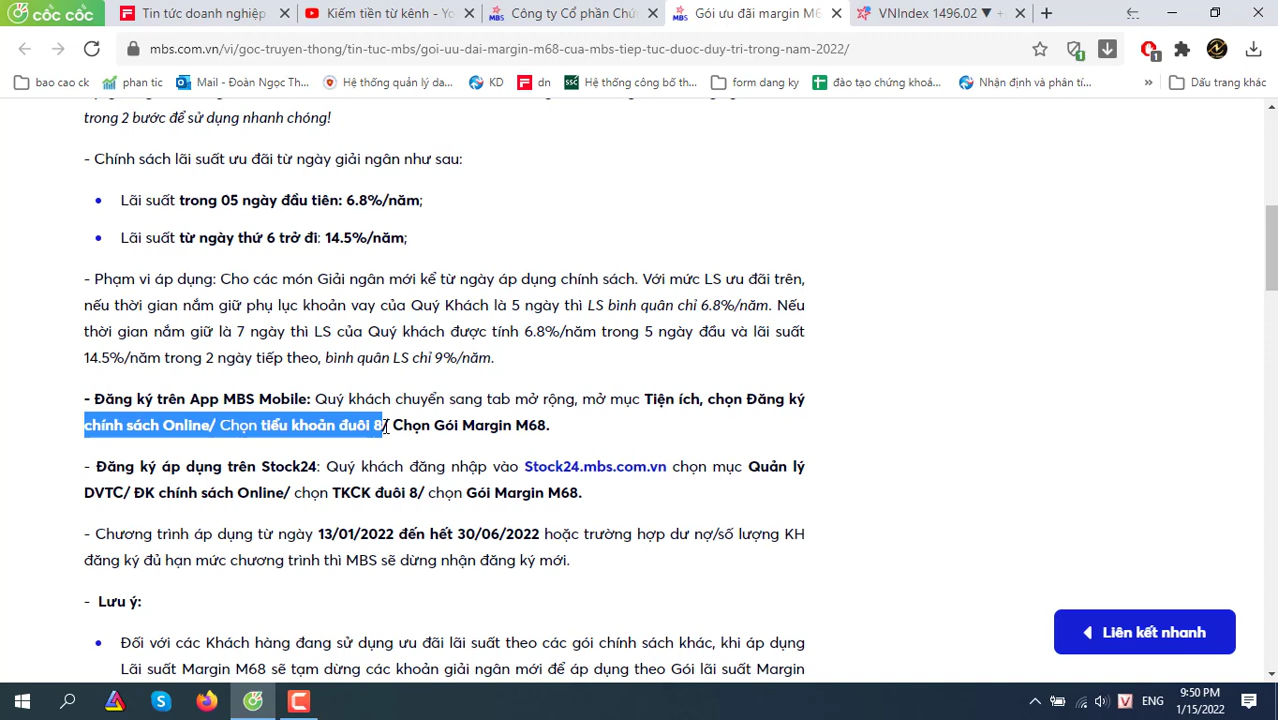 cốc cốc
Tin tức doanh nghiệp
Kiếm tiền từ kênh - Yo
Công ty Cổ phần Chứ
Gói ưu đãi margin M6
VNIndex 1496.02 ▼ +
mbs.com.vn/vi/goc-truyen-thong/tin-tuc-mbs/goi-uu-dai-margin-m68-cua-mbs-tiep-tuc-duoc-duy-tri-trong-nam-2022/
bao cao ck
phan tic
Mail - Đoàn Ngọc Th...
Hệ thống quản lý da...
KD
dn
Hệ thống công bố th...
form dang ky
đào tạo chứng khoá...
Nhận định và phân tí...
»
Dấu trang khác
trong 2 bước để sử dụng nhanh chóng!
- Chính sách lãi suất ưu đãi từ ngày giải ngân như sau:
• Lãi suất trong 05 ngày đầu tiên: 6.8%/năm;
• Lãi suất từ ngày thứ 6 trở đi: 14.5%/năm;
- Phạm vi áp dụng: Cho các món Giải ngân mới kể từ ngày áp dụng chính sách. Với mức LS ưu đãi trên,
nếu thời gian nắm giữ phụ lục khoản vay của Quý Khách là 5 ngày thì LS bình quân chỉ 6.8%/năm. Nếu
thời gian nắm giữ là 7 ngày thì LS của Quý khách được tính 6.8%/năm trong 5 ngày đầu và lãi suất
14.5%/năm trong 2 ngày tiếp theo, bình quân LS chỉ 9%/năm.
- Đăng ký trên App MBS Mobile: Quý khách chuyển sang tab mở rộng, mở mục Tiện ích, chọn Đăng ký
chính sách Online/ Chọn tiểu khoản đuôi 8/ Chọn Gói Margin M68.
- Đăng ký áp dụng trên Stock24: Quý khách đăng nhập vào Stock24.mbs.com.vn chọn mục Quản lý
DVTC/ ĐK chính sách Online/ chọn TKCK đuôi 8/ chọn Gói Margin M68.
- Chương trình áp dụng từ ngày 13/01/2022 đến hết 30/06/2022 hoặc trường hợp dư nợ/số lượng KH
đăng ký đủ hạn mức chương trình thì MBS sẽ dừng nhận đăng ký mới.
- Lưu ý:
• Đối với các Khách hàng đang sử dụng ưu đãi lãi suất theo các gói chính sách khác, khi áp dụng
Lãi suất Margin M68 sẽ tạm dừng các khoản giải ngân mới để áp dụng theo Gói lãi suất Margin
Liên kết nhanh
ENG
9:50 PM
1/15/2022